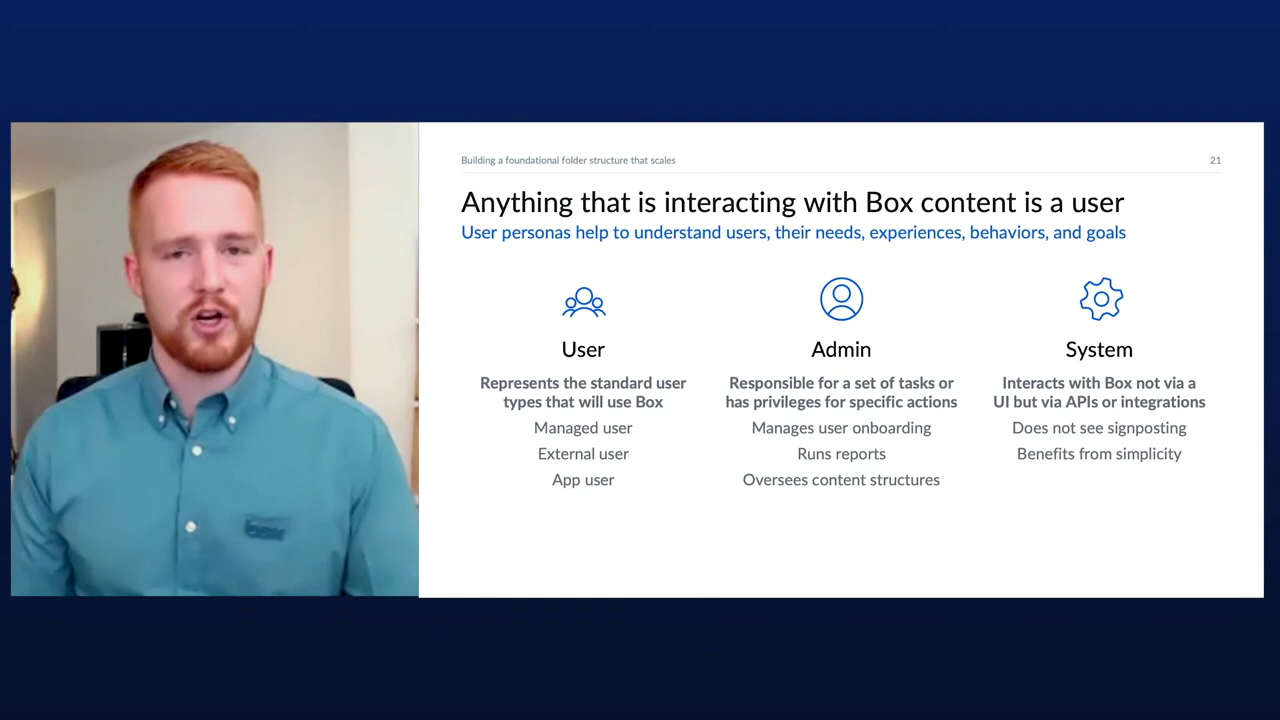 Building a foundational folder structure that scales
21
Anything that is interacting with Box content is a user
User personas help to understand users, their needs, experiences, behaviors, and goals
User
Represents the standard user
types that will use Box
Managed user
External user
App user
Admin
Responsible for a set of tasks or
has privileges for specific actions
Manages user onboarding
Runs reports
Oversees content structures
System
Interacts with Box not via a
UI but via APIs or integrations
Does not see signposting
Benefits from simplicity